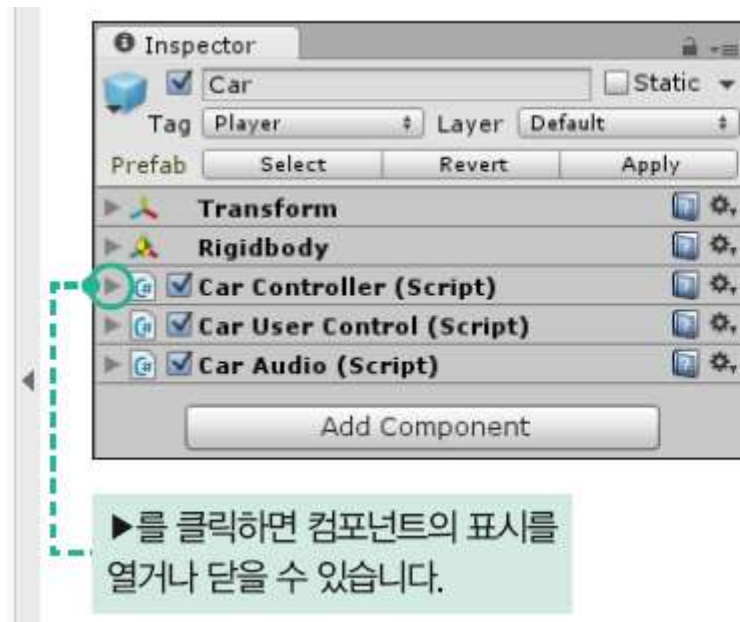 Inspector
Car Static
Tag Player Layer Default
Prefab Select Revert Apply
Transform
Rigidbody
Car Controller (Script)
Car User Control (Script)
Car Audio (Script)
Add Component
▶를 클릭하면 컴포넌트의 표시를
열거나 닫을 수 있습니다.